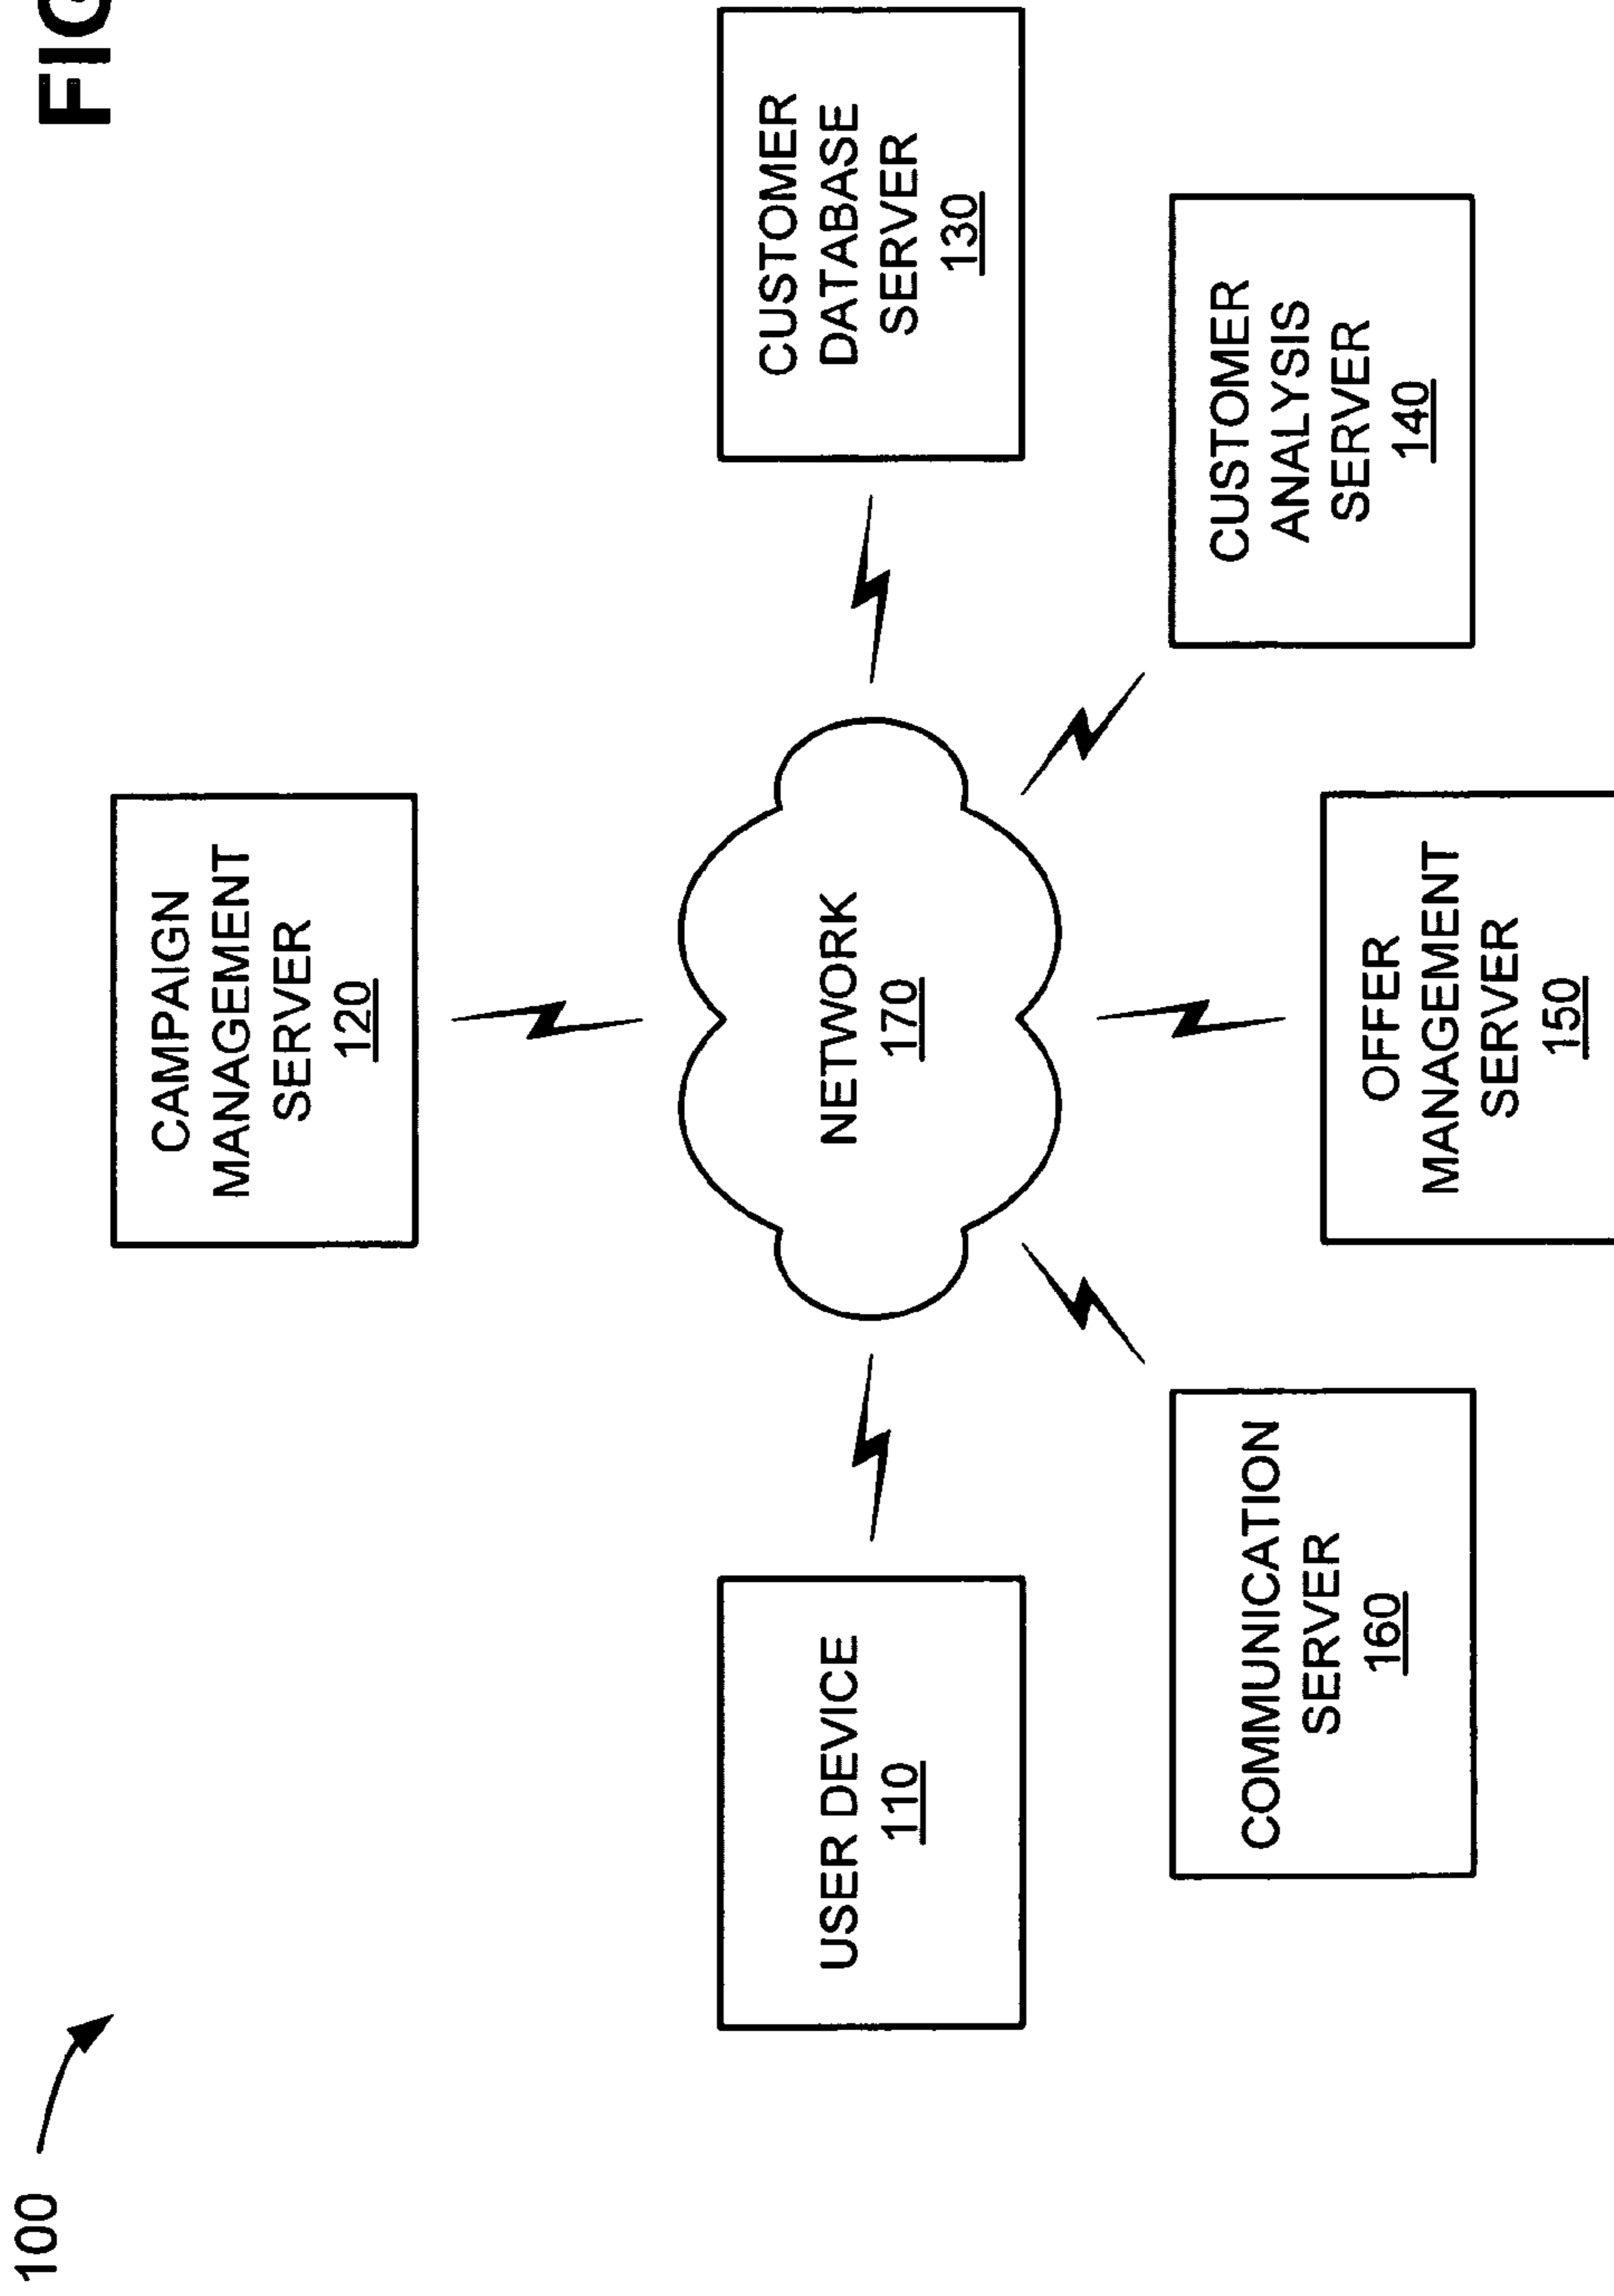 100
FIG
CAMPAIGN
MANAGEMENT
SERVER
120
USER DEVICE
110
NETWORK
170
CUSTOMER
DATABASE
SERVER
130
COMMUNICATION
SERVER
160
CUSTOMER
ANALYSIS
SERVER
140
OFFER
MANAGEMENT
SERVER
150